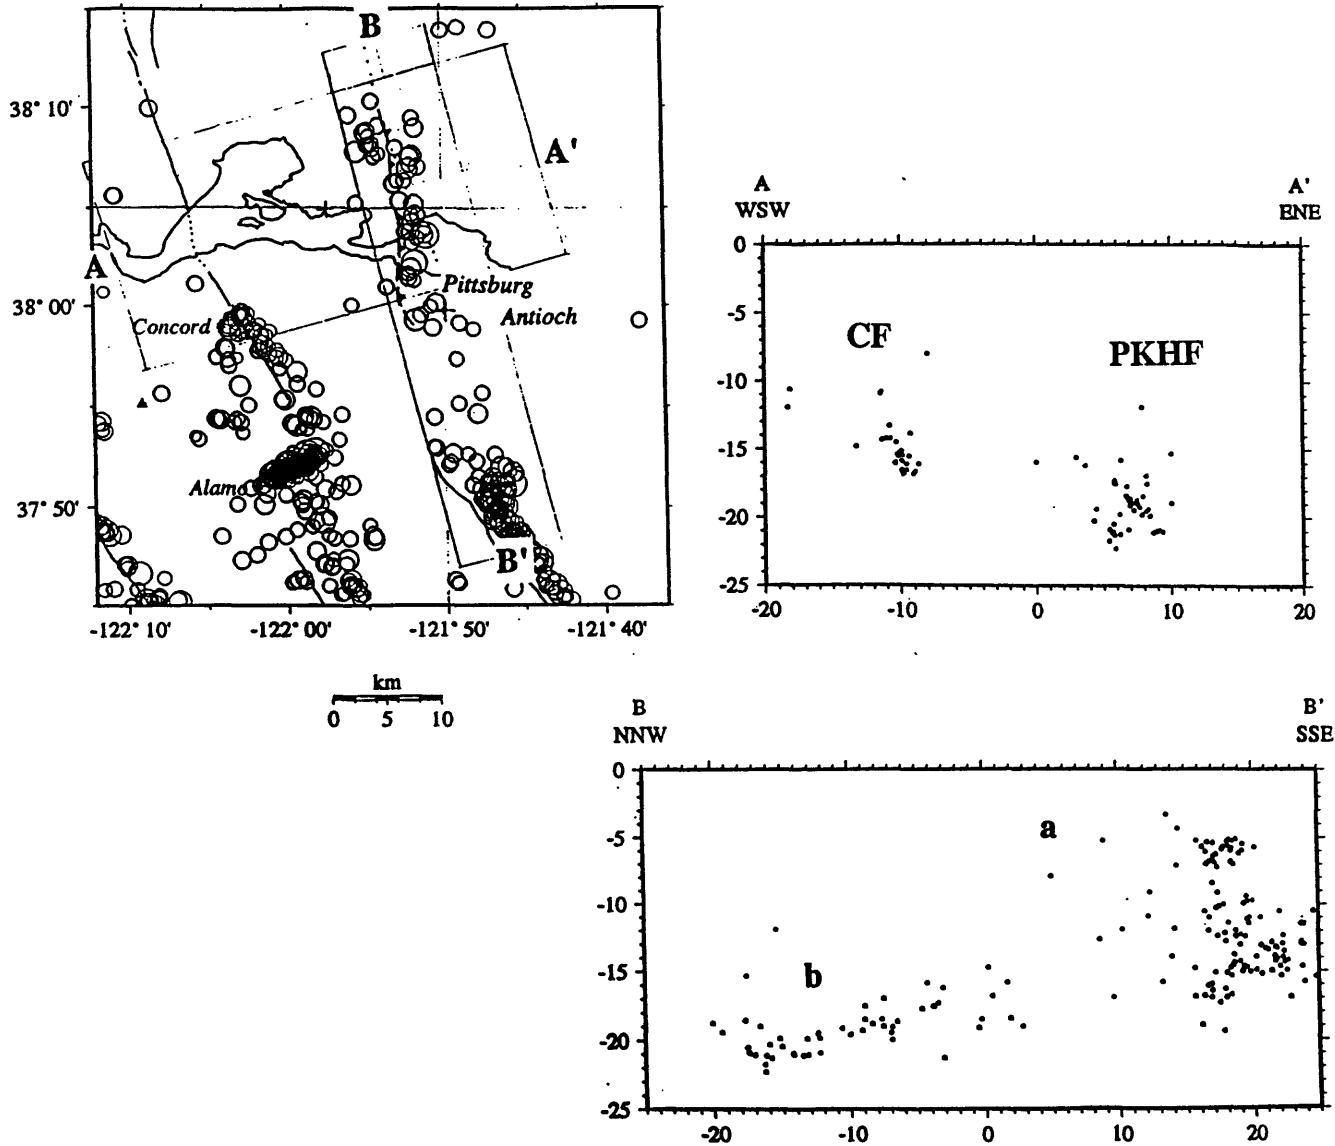 B
38° 10'
A'
A
Pittsburg
38° 00'
Concord
Antioch
Alamo
37° 50'
B'
-122° 10'
-122° 00'
-121° 50'
-121° 40'
km
0 5 10
A
WSW
A'
ENE
0
-5
CF
PKHF
-10
-15
-20
-25
-20 -10 0 10 20
B
NNW
B'
SSE
0
a
-5
-10
b
-15
-20
-25
-20 -10 0 10 20